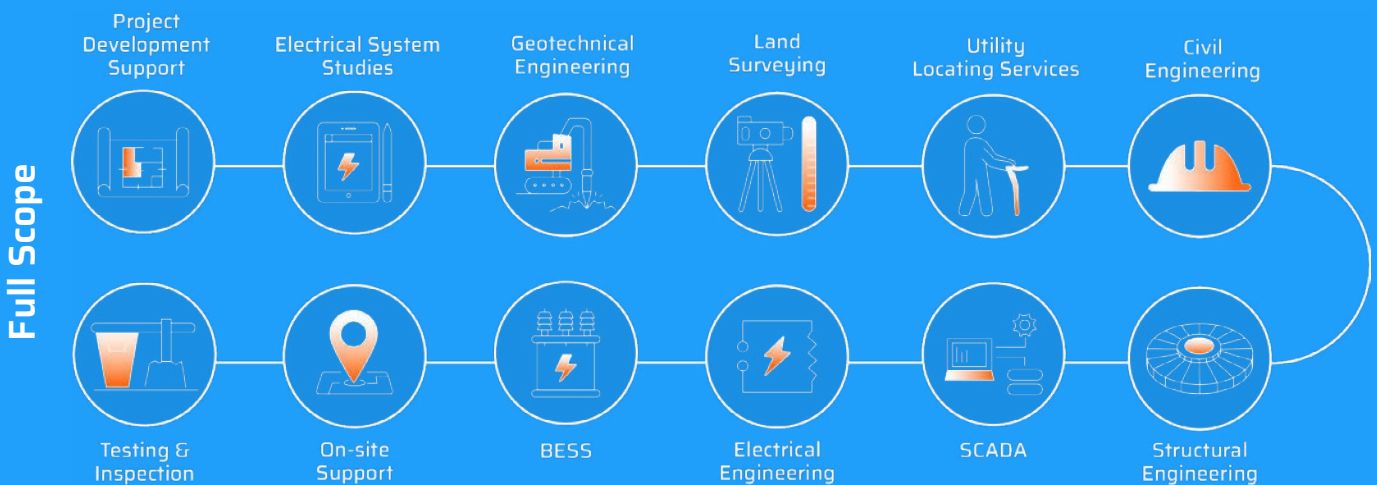 Full Scope
Project
Development
Support
Electrical System
Studies
Geotechnical
Engineering
Land
Surveying
Utility
Locating Services
Civil
Engineering
Testing &
Inspection
On-site
Support
BESS
Electrical
Engineering
SCADA
Structural
Engineering